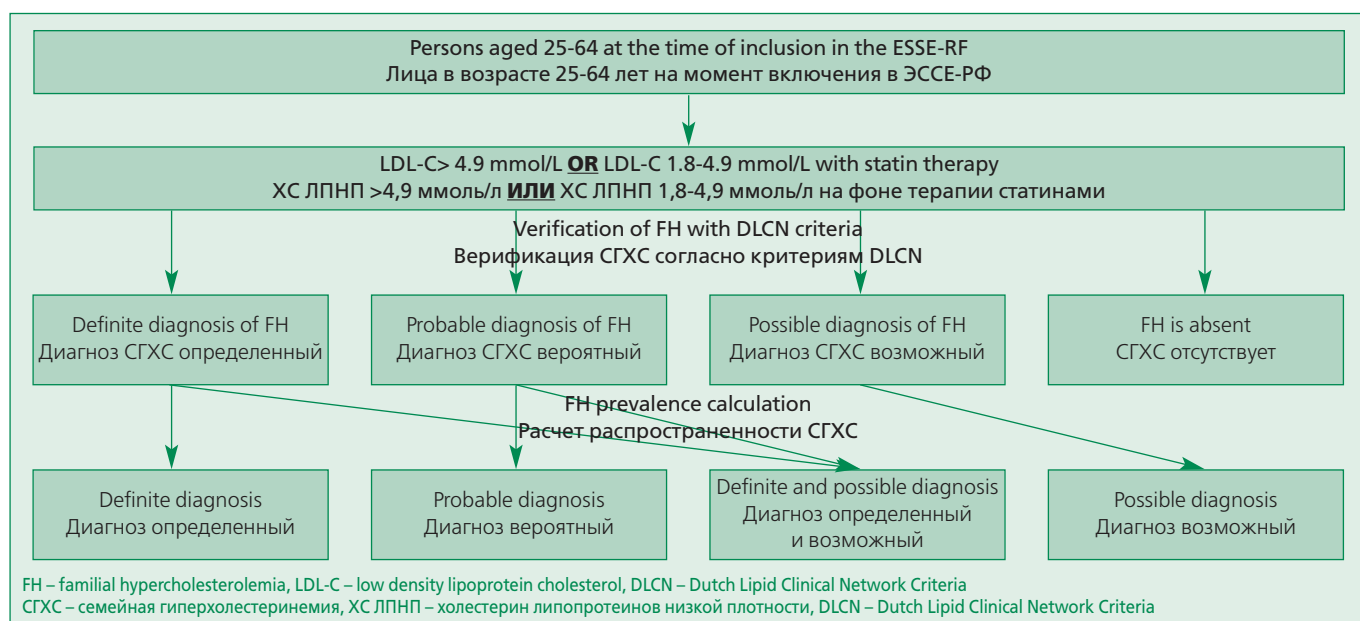 Persons aged 25-64 at the time of inclusion in the ESSE-RF
Лица в возрасте 25-64 лет на момент включения в ЭССЕ-РФ
LDL-C> 4.9 mmol/L OR LDL-C 1.8-4.9 mmol/L with statin therapy
ХС ЛПНП >4,9 ммоль/л ИЛИ ХС ЛПНП 1,8-4,9 ммоль/л на фоне терапии статинами
Verification of FH with DLCN criteria
Верификация СГХС согласно критериям DLCN
Definite diagnosis of FH
Диагноз СГХС определенный
Probable diagnosis of FH
Диагноз СГХС вероятный
Possible diagnosis of FH
Диагноз СГХС возможный
FH is absent
СГХС отсутствует
FH prevalence calculation
Расчет распространенности СГХС
Definite diagnosis
Диагноз определенный
Probable diagnosis
Диагноз вероятный
Definite and possible diagnosis
Диагноз определенный
и возможный
Possible diagnosis
Диагноз возможный
FH – familial hypercholesterolemia, LDL-C – low density lipoprotein cholesterol, DLCN – Dutch Lipid Clinical Network Criteria
СГХС – семейная гиперхолестеринемия, ХС ЛПНП – холестерин липопротеинов низкой плотности, DLCN – Dutch Lipid Clinical Network Criteria